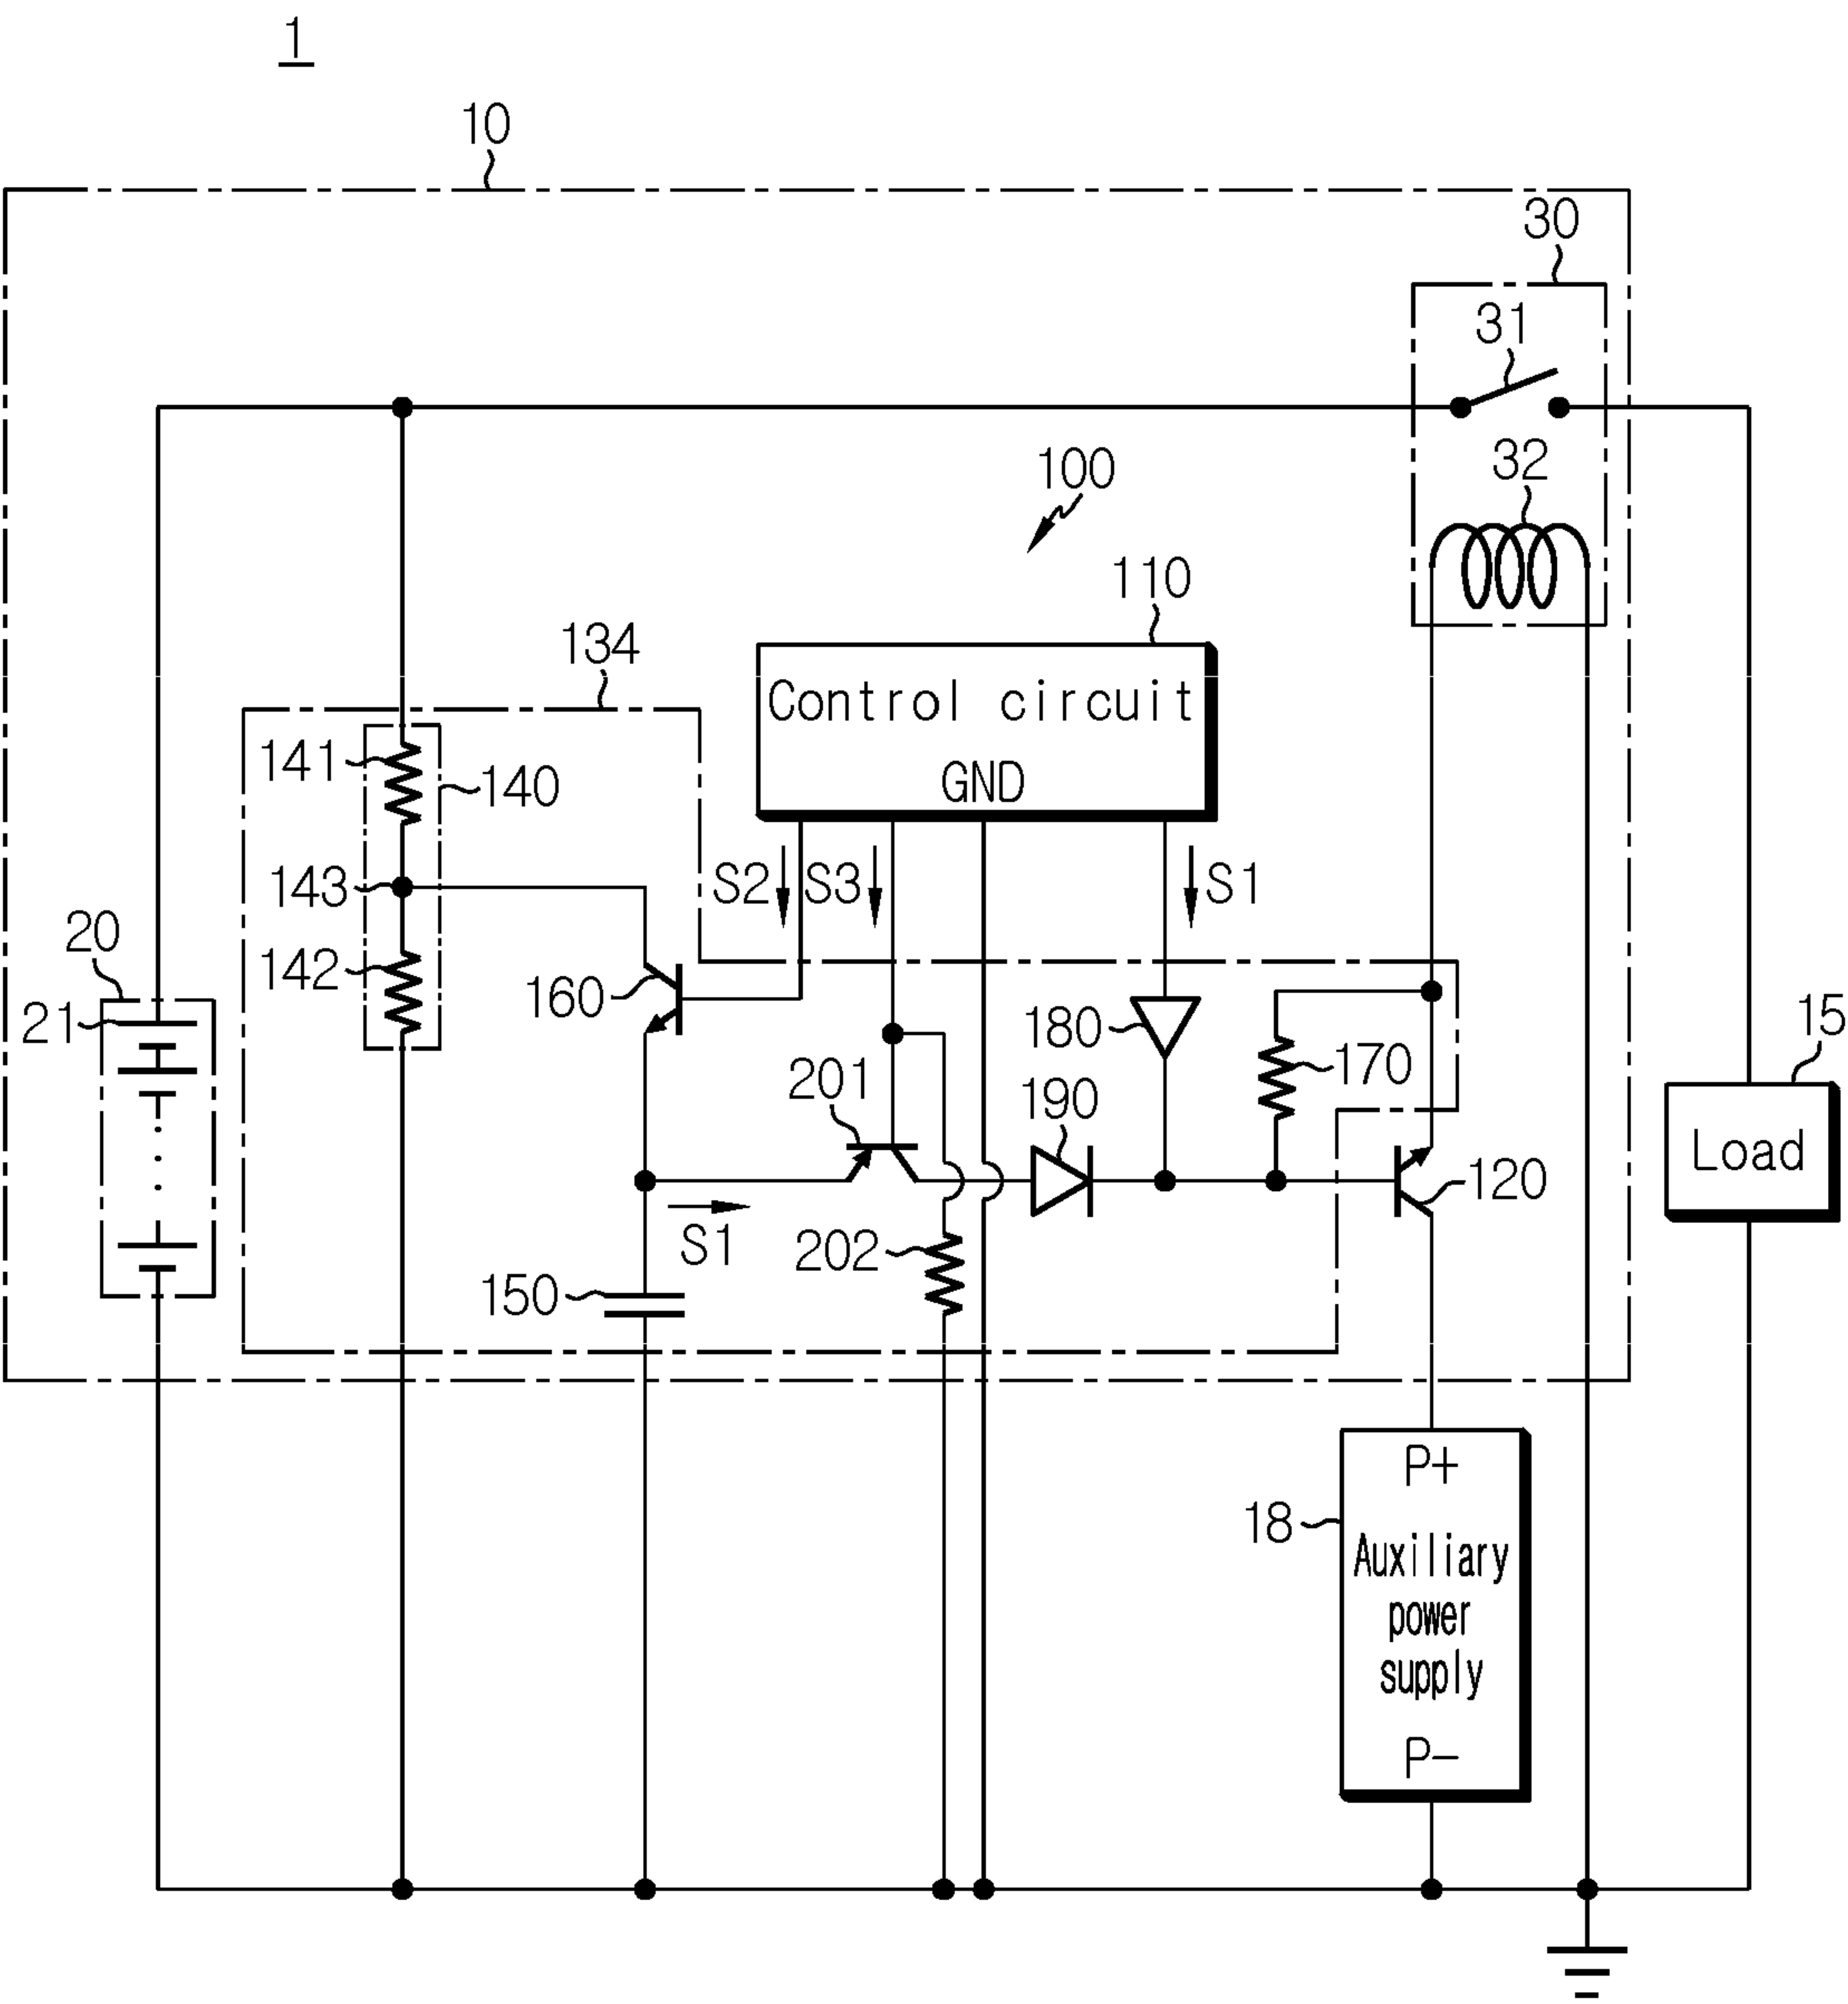 1
10
30
31
32
100
110
134
Control circuit
GND
141
140
143
S2
S3
S1
20
142
160
21
180
15
170
201
190
Load
120
S1
202
150
P+
18
Auxiliary
power
supply
P-